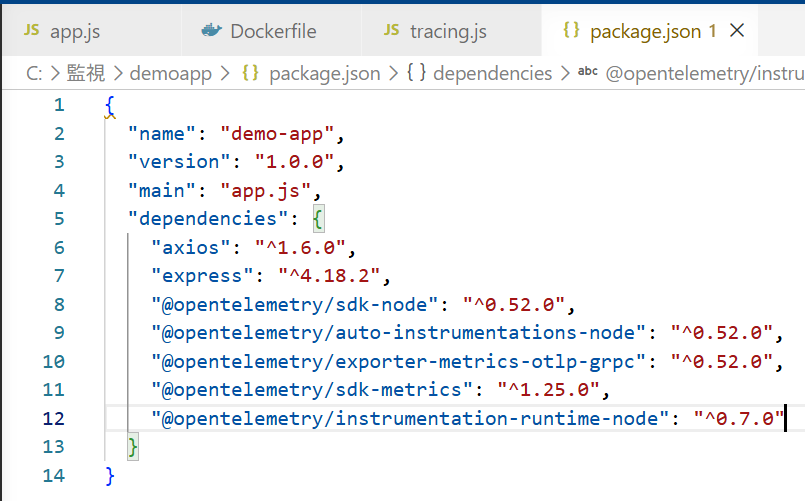 JS app.js Dockerfile JS tracing.js {} package.json 1 ×
C: > 監視 > demoapp > {} package.json > {} dependencies > abc @opentelemetry/instru
1 {
2 "name": "demo-app",
3 "version": "1.0.0",
4 "main": "app.js",
5 "dependencies": {
6 "axios": "^1.6.0",
7 "express": "^4.18.2",
8 "@opentelemetry/sdk-node": "^0.52.0",
9 "@opentelemetry/auto-instrumentations-node": "^0.52.0",
10 "@opentelemetry/exporter-metrics-otlp-grpc": "^0.52.0",
11 "@opentelemetry/sdk-metrics": "^1.25.0",
12 "@opentelemetry/instrumentation-runtime-node": "^0.7.0"
13 }
14 }